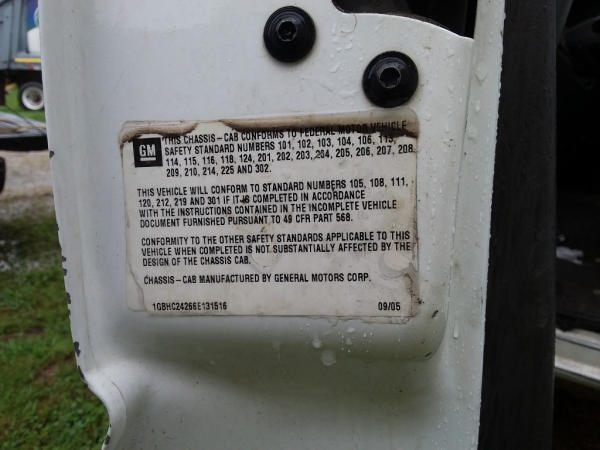 GM
THIS CHASSIS-CAB CONFORMS TO FEDERAL MOTOR VEHICLE
SAFETY STANDARD NUMBERS 101, 102, 103, 104, 106, 113,
114, 115, 116, 118, 124, 201, 202, 203, 204, 205, 206, 207, 208,
209, 210, 214, 225 AND 302.
THIS VEHICLE WILL CONFORM TO STANDARD NUMBERS 105, 108, 111,
120, 212, 219 AND 301 IF IT IS COMPLETED IN ACCORDANCE
WITH THE INSTRUCTIONS CONTAINED IN THE INCOMPLETE VEHICLE
DOCUMENT FURNISHED PURSUANT TO 49 CFR PART 568.
CONFORMITY TO THE OTHER SAFETY STANDARDS APPLICABLE TO THIS
VEHICLE WHEN COMPLETED IS NOT SUBSTANTIALLY AFFECTED BY THE
DESIGN OF THE CHASSIS CAB.
CHASSIS-CAB MANUFACTURED BY GENERAL MOTORS CORP.
1GBHC24266E131516 09/05